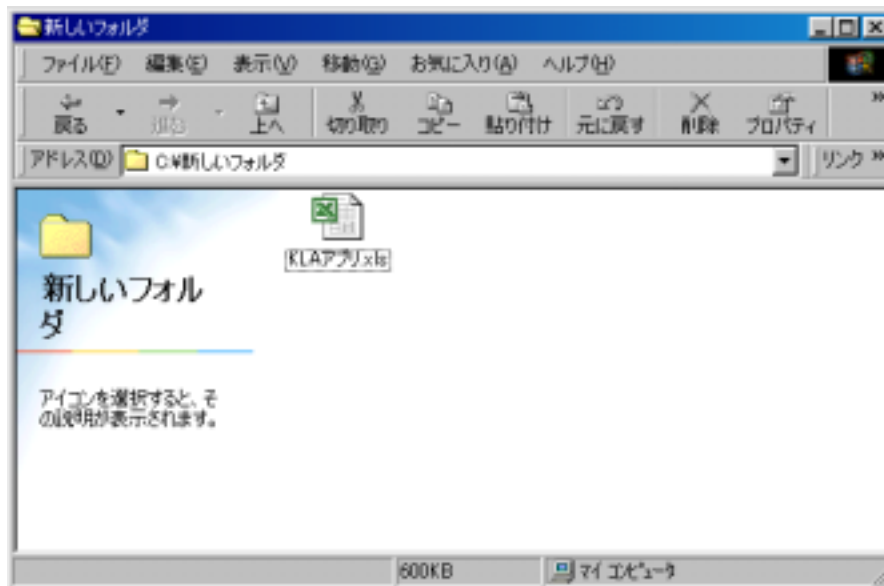 新しいフォルダ
ファイル(F) 編集(E) 表示(V) 移動(G) お気に入り(A) ヘルプ(H)
戻る 進む 上へ 切り取り コピー 貼り付け 元に戻す 削除 プロパティ
アドレス(D) C:¥新しいフォルダ リンク
KLAアプリ.xls
新しいフォル
ダ
アイコンを選択すると、そ
の説明が表示されます。
600KB マイ コンピュータ